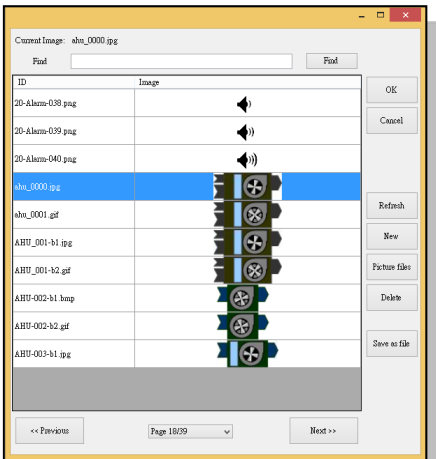 Current Image: ahu_0000.jpg
Find
Find
ID Image
OK
20-Alarm-038.png
Cancel
20-Alarm-039.png
20-Alarm-040.png
ahu_0000.jpg
Refresh
ahu_0001.gif
New
AHU_001-b1.jpg
Picture files
AHU_001-b2.gif
Delete
AHU-002-b1.bmp
AHU-002-b2.gif
Save as file
AHU-003-b1.jpg
<< Previous
Page 18/39
Next >>